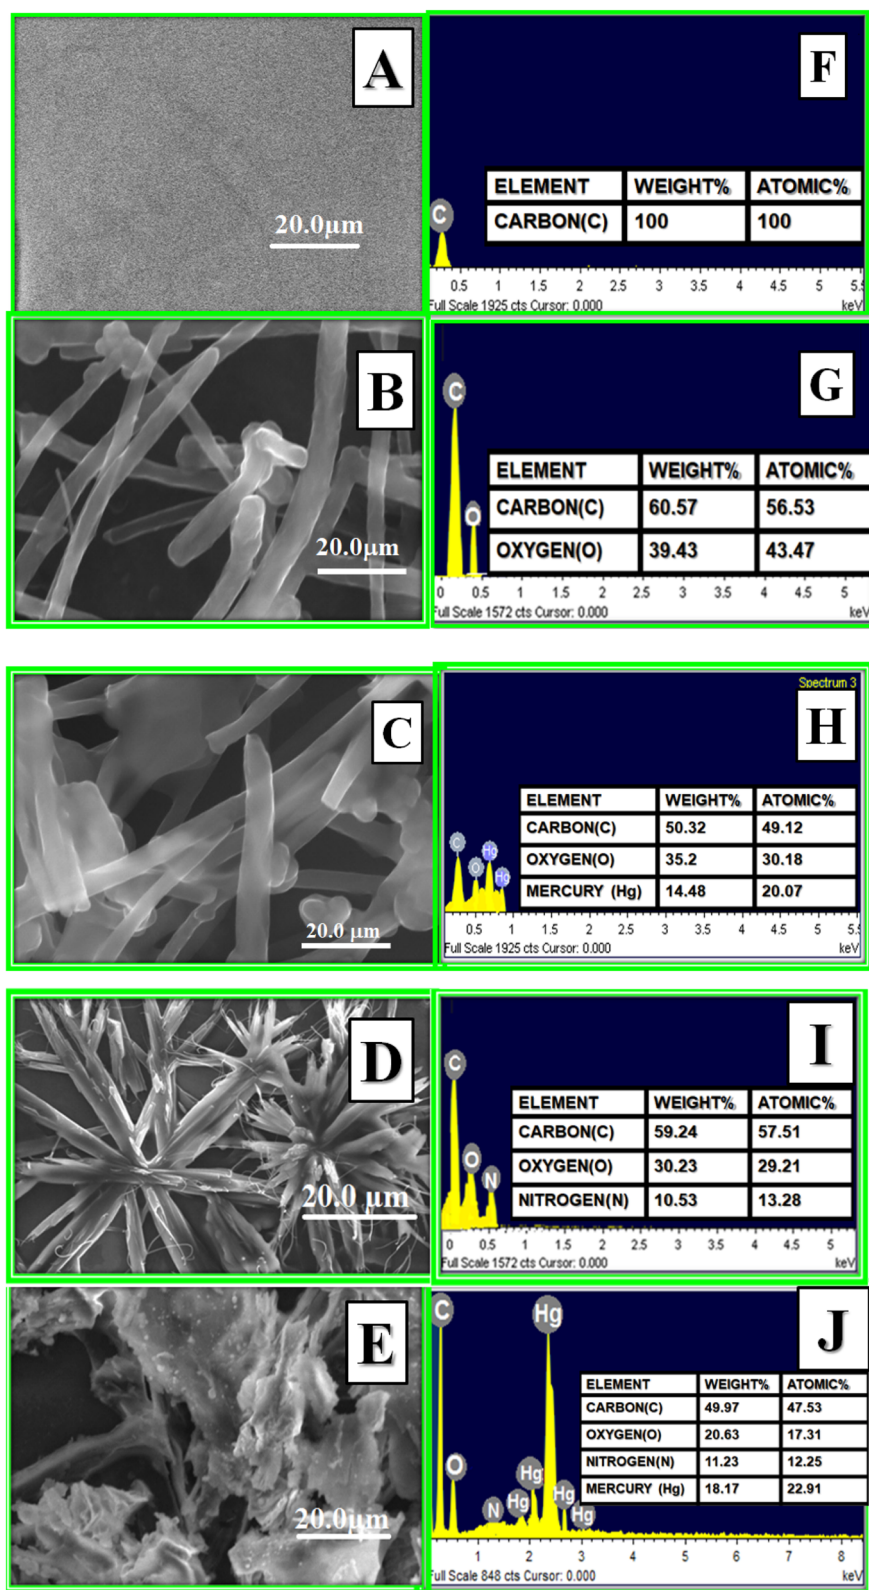 A
20.0µm
F
ELEMENT WEIGHT% ATOMIC%
CARBON(C) 100 100
C
0.5 1 1.5 2 2.5 3 3.5 4 4.5 5 5.5
Full Scale 1925 cts Cursor: 0.000 keV
B
20.0µm
G
C
O
ELEMENT WEIGHT% ATOMIC%
CARBON(C) 60.57 56.53
OXYGEN(O) 39.43 43.47
0 0.5 1 1.5 2 2.5 3 3.5 4 4.5 5
Full Scale 1572 cts Cursor: 0.000 keV
C
20.0 µm
Spectrum 3
H
C O Hg Hg
ELEMENT WEIGHT% ATOMIC%
CARBON(C) 50.32 49.12
OXYGEN(O) 35.2 30.18
MERCURY (Hg) 14.48 20.07
0.5 1 1.5 2 2.5 3 3.5 4 4.5 5 5.5
Full Scale 1925 cts Cursor: 0.000 keV
D
20.0 µm
I
C
O
N
ELEMENT WEIGHT% ATOMIC%
CARBON(C) 59.24 57.51
OXYGEN(O) 30.23 29.21
NITROGEN(N) 10.53 13.28
0 0.5 1 1.5 2 2.5 3 3.5 4 4.5 5
Full Scale 1572 cts Cursor: 0.000 keV
E
20.0µm
J
C Hg
O N Hg Hg Hg Hg
ELEMENT WEIGHT% ATOMIC%
CARBON(C) 49.97 47.53
OXYGEN(O) 20.63 17.31
NITROGEN(N) 11.23 12.25
MERCURY (Hg) 18.17 22.91
1 2 3 4 5 6 7 8
Full Scale 848 cts Cursor: 0.000 keV